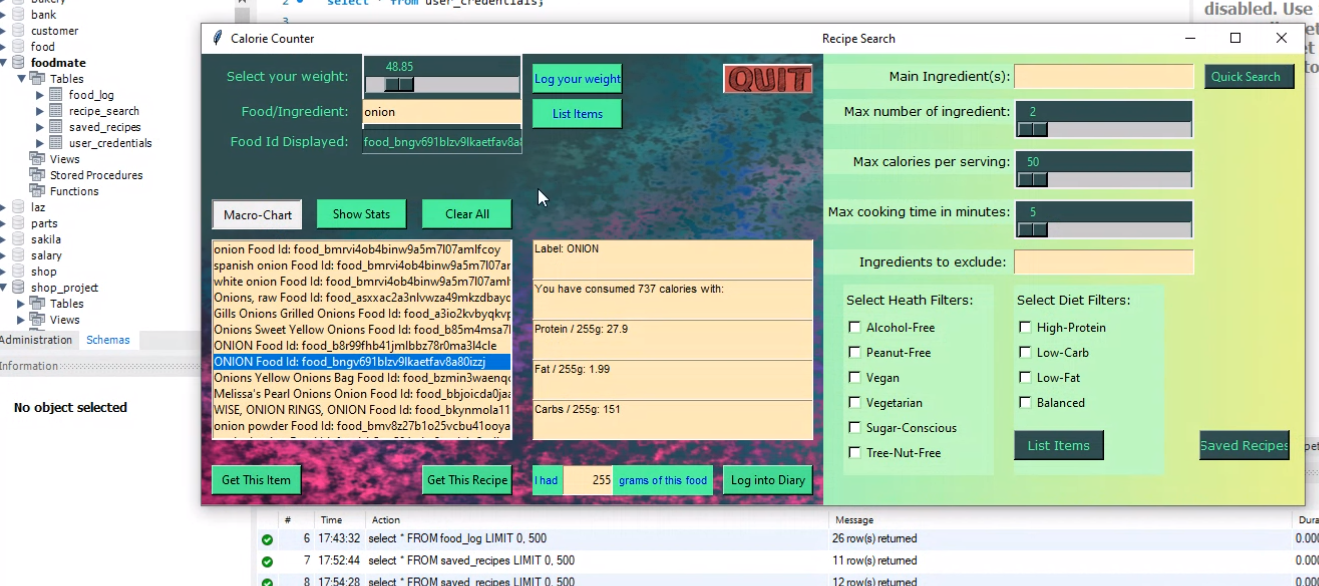 bakery
bank
customer
food
foodmate
Tables
food_log
recipe_search
saved_recipes
user_credentials
Views
Stored Procedures
Functions
laz
parts
sakila
salary
shop
shop_project
Tables
Views
Administration Schemas
Information
No object selected
2 select * from user_credentials;
3
disabled. Use
Calorie Counter
Recipe Search
Select your weight: 48.85 Log your weight QUIT
Food/Ingredient: onion List Items
Food Id Displayed: food_bngv691blzv9lkaetfav8a8
Macro-Chart Show Stats Clear All
onion Food Id: food_bmrvi4ob4binw9a5m7l07amlfcoy
spanish onion Food Id: food_bmrvi4ob4binw9a5m7l07ar
white onion Food Id: food_bmrvi4ob4binw9a5m7l07aml
Onions, raw Food Id: food_asxxac2a3nlvwza49mkzdbayc
Gills Onions Grilled Onions Food Id: food_a3io2kvbyqkvp
Onions Sweet Yellow Onions Food Id: food_b85m4msa7l
ONION Food Id: food_b8r99fhb41jmlbbz78r0ma3l4cle
ONION Food Id: food_bngv691blzv9lkaetfav8a80izzj
Onions Yellow Onions Bag Food Id: food_bzmin3waenqc
Melissa's Pearl Onions Onion Food Id: food_bbjoicda0jaa
WISE, ONION RINGS, ONION Food Id: food_bkynmola11
onion powder Food Id: food_bmv8z27b1o25vcbu41ooya
Label: ONION
You have consumed 737 calories with:
Protein / 255g: 27.9
Fat / 255g: 1.99
Carbs / 255g: 151
Get This Item Get This Recipe I had 255 grams of this food Log into Diary
Main Ingredient(s): Quick Search
Max number of ingredient: 2
Max calories per serving: 50
Max cooking time in minutes: 5
Ingredients to exclude:
Select Heath Filters:
Alcohol-Free
Peanut-Free
Vegan
Vegetarian
Sugar-Conscious
Tree-Nut-Free
Select Diet Filters:
High-Protein
Low-Carb
Low-Fat
Balanced
List Items
Saved Recipes
# Time Action Message Dura
6 17:43:32 select * FROM food_log LIMIT 0, 500 26 row(s) returned 0.000
7 17:52:44 select * FROM saved_recipes LIMIT 0, 500 11 row(s) returned 0.000
8 17:54:28 select * FROM saved_recipes LIMIT 0, 500 12 row(s) returned 0.000